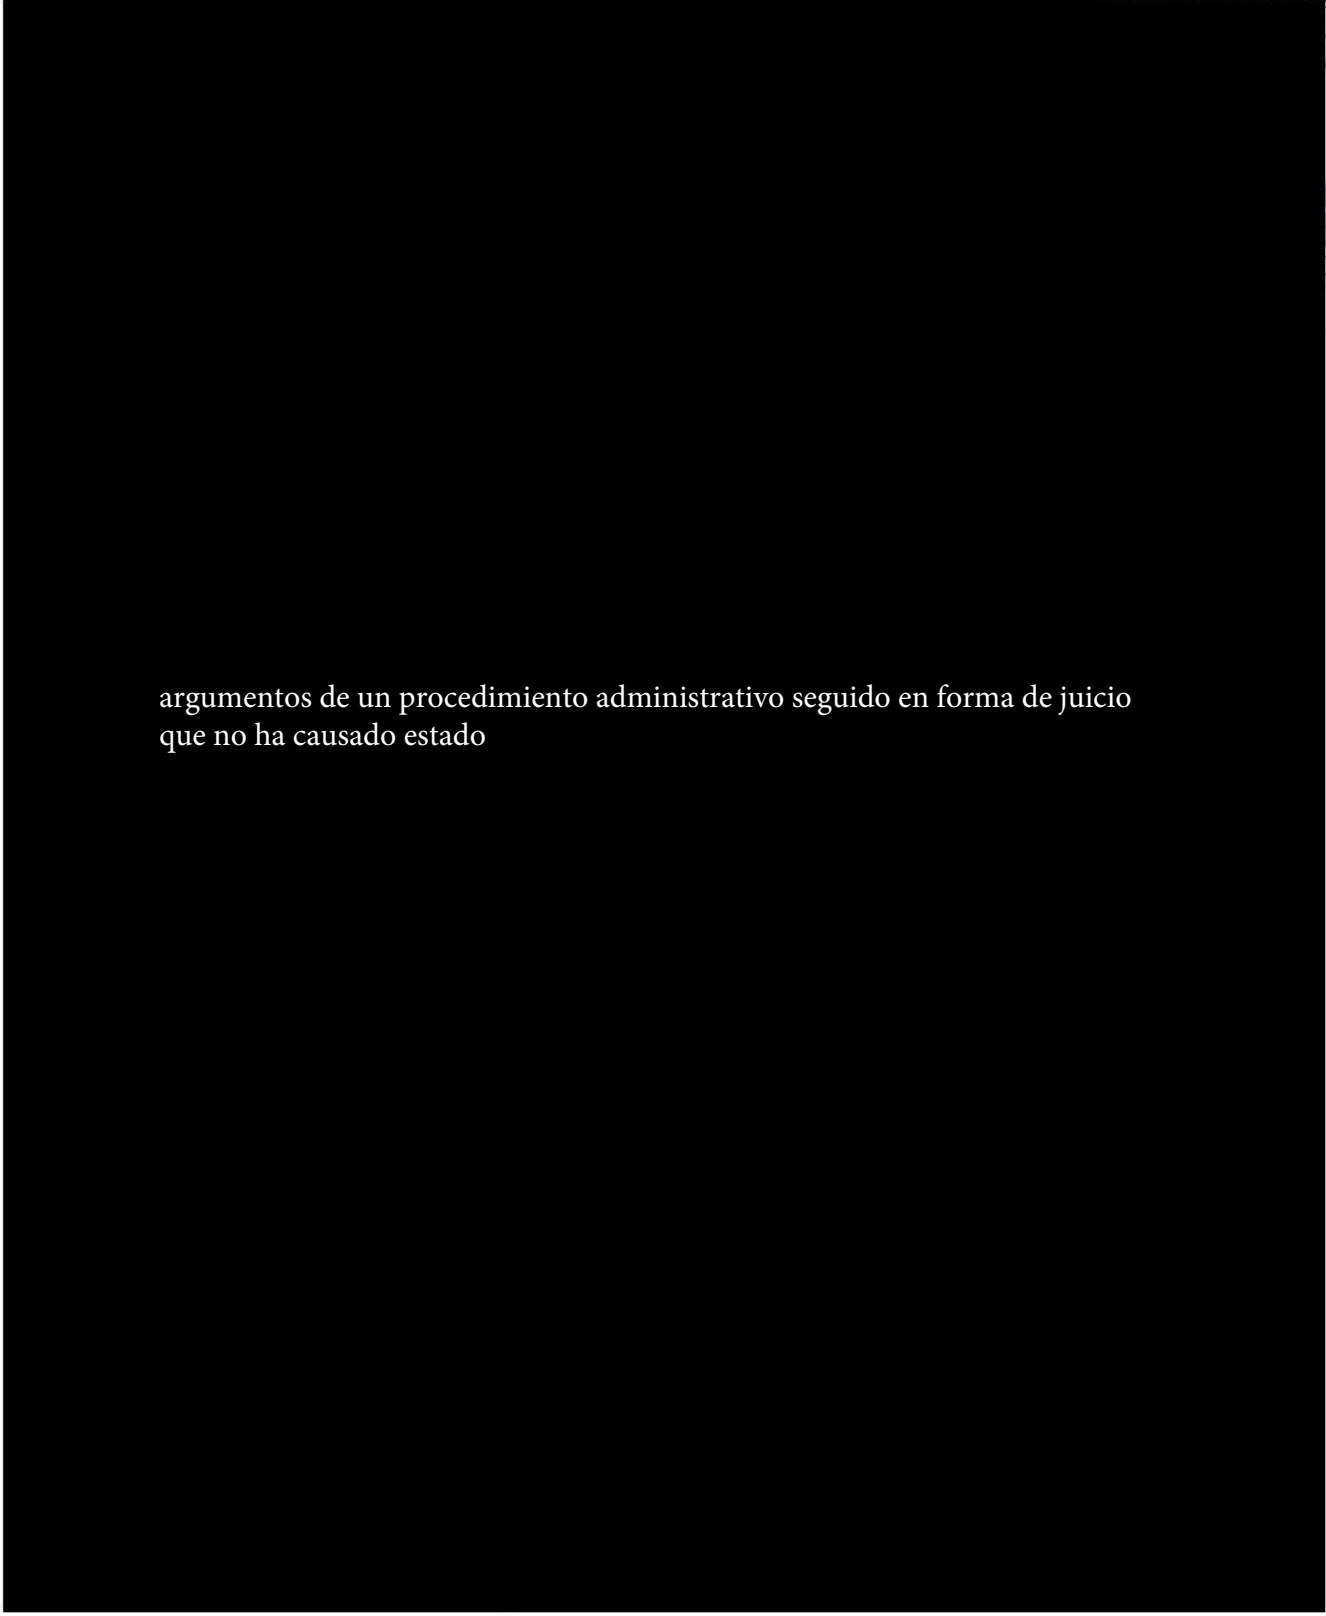 argumentos de un procedimiento administrativo seguido en forma de juicio
que no ha causado estado